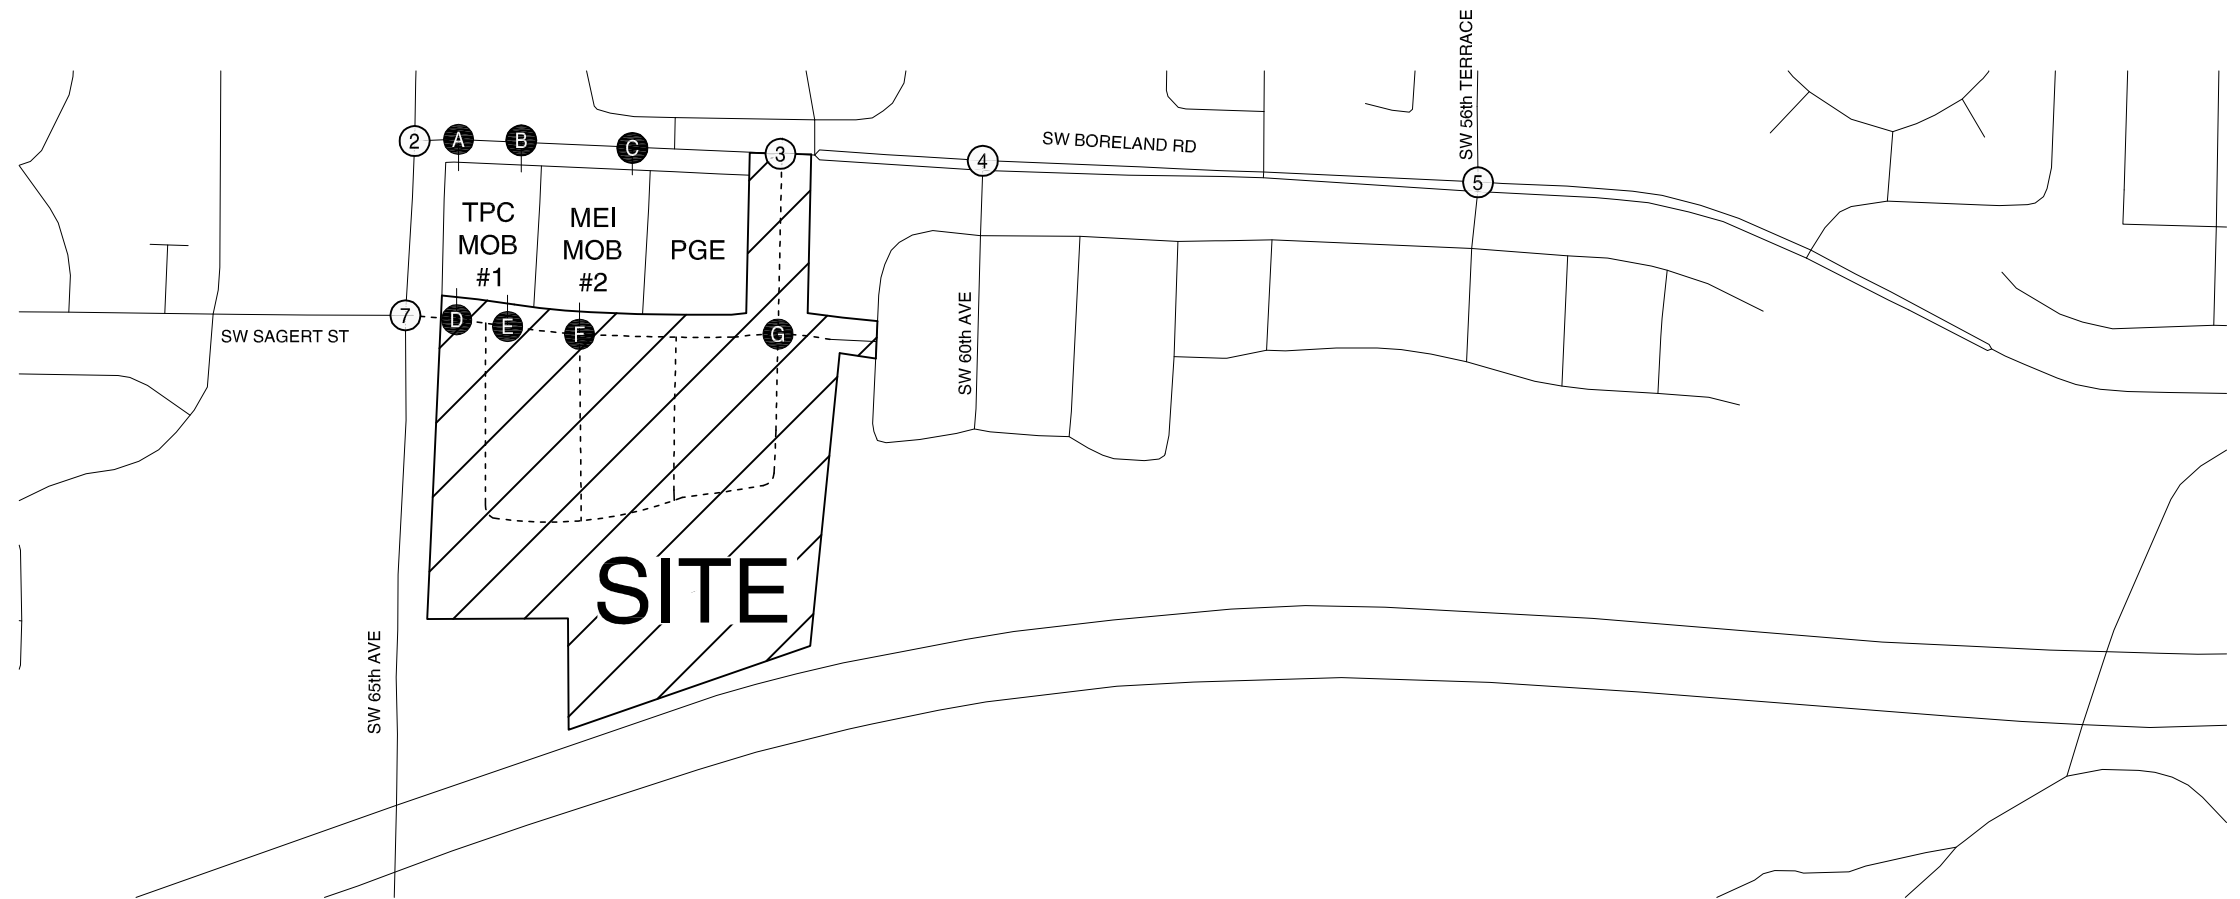 SW 56th TERRACE
2
A
B
C
3
SW BORELAND RD
4
5
TPC
MOB
#1
MEI
MOB
#2
PGE
7
SW SAGERT ST
D
E
F
G
SW 60th AVE
SITE
SW 65th AVE